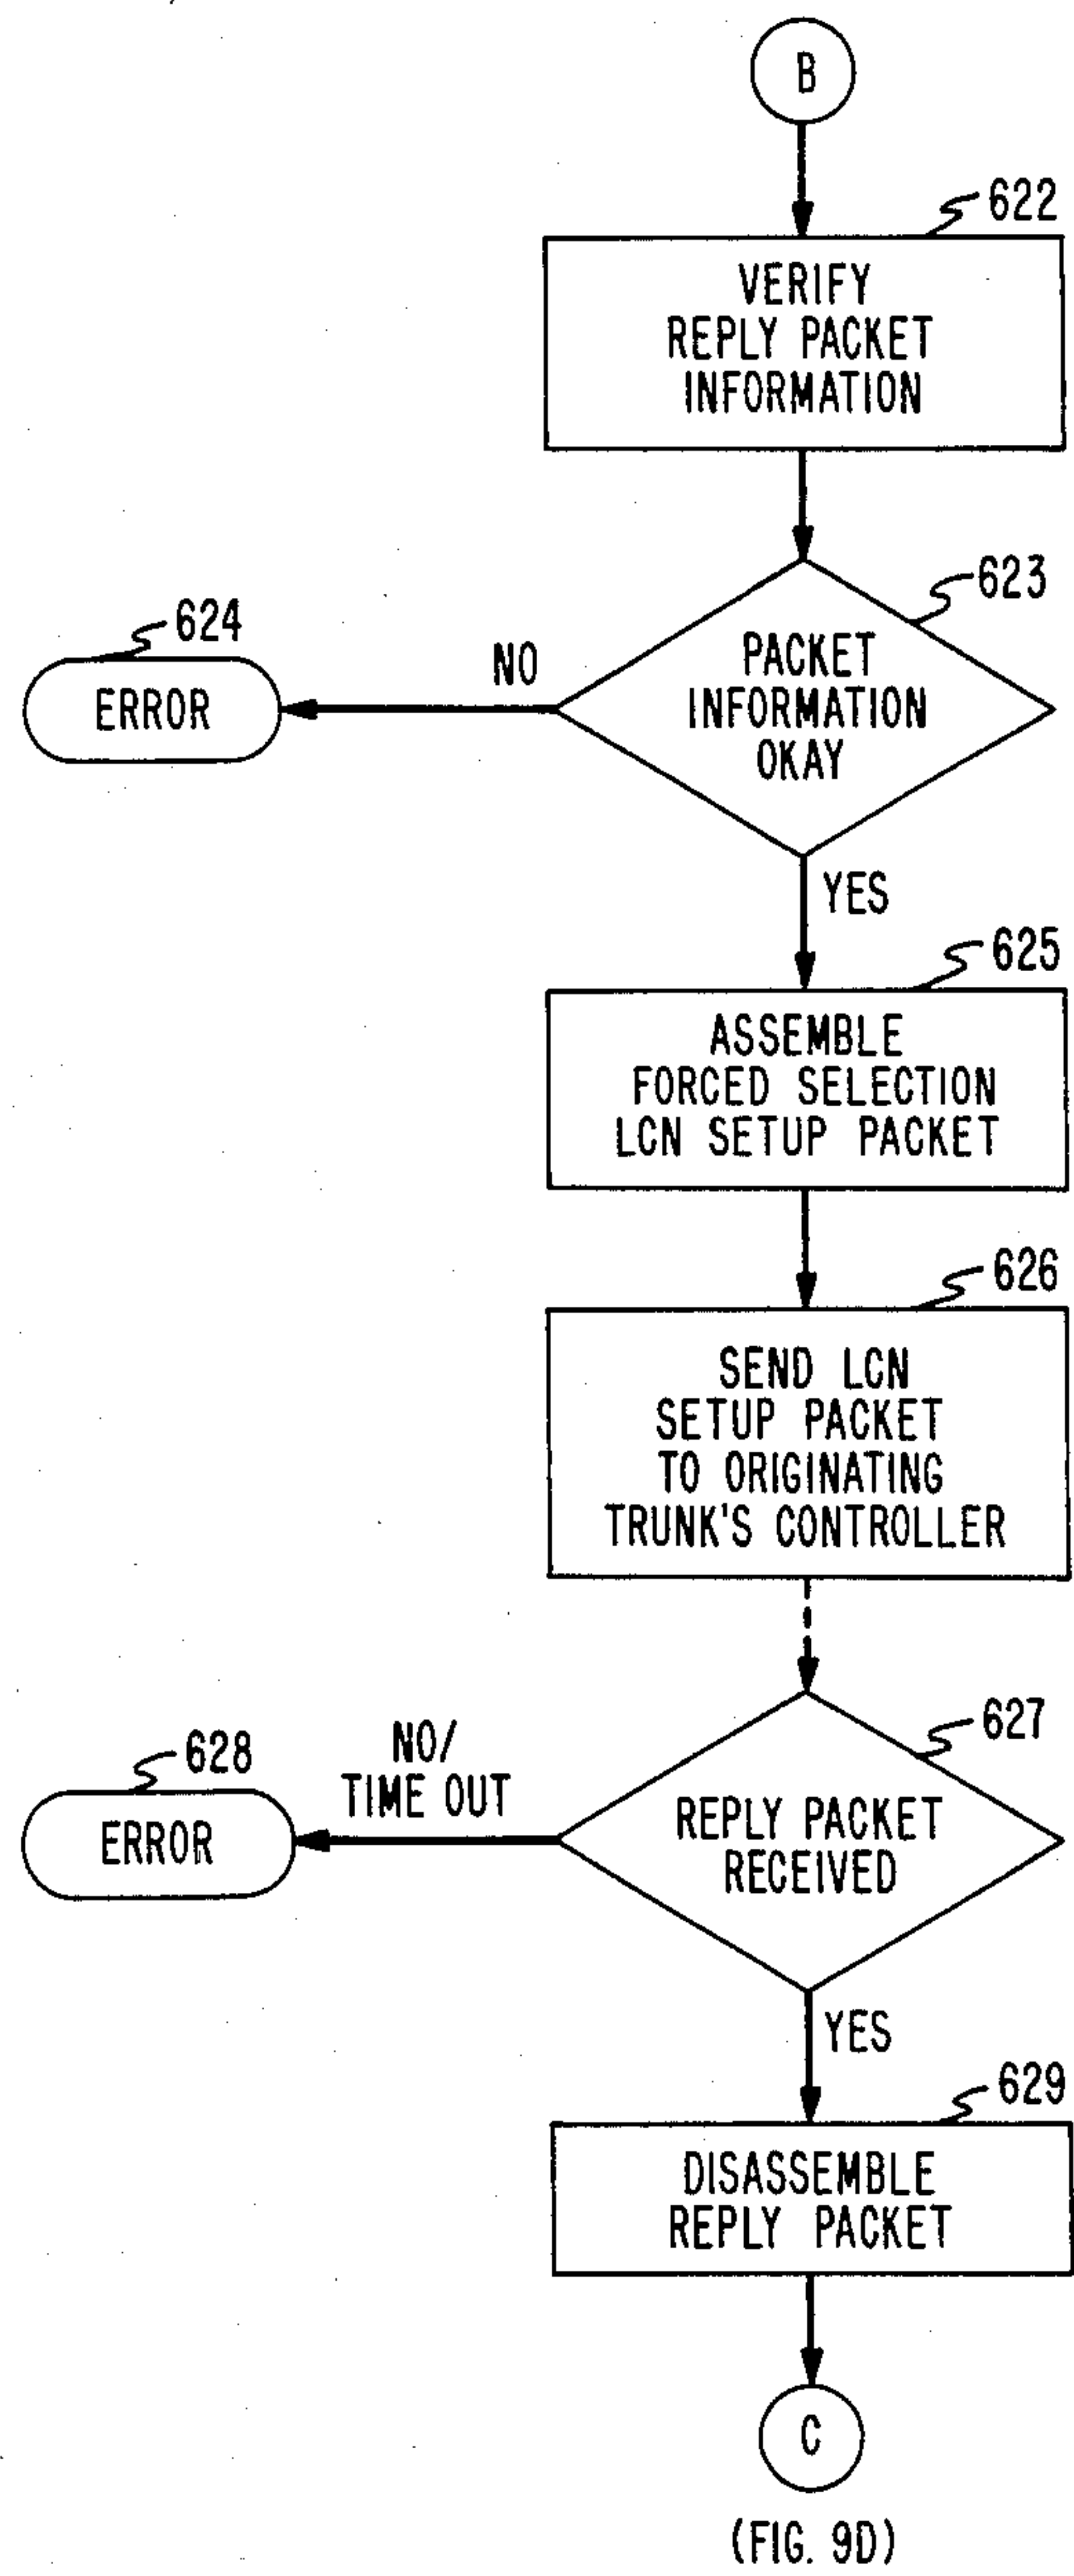 B
622
VERIFY
REPLY PACKET
INFORMATION
623
624
NO
PACKET
INFORMATION
OKAY
ERROR
YES
625
ASSEMBLE
FORCED SELECTION
LCN SETUP PACKET
626
SEND LCN
SETUP PACKET
TO ORIGINATING
TRUNK'S CONTROLLER
627
628
NO/
TIME OUT
REPLY PACKET
RECEIVED
ERROR
YES
629
DISASSEMBLE
REPLY PACKET
C
(FIG. 9D)